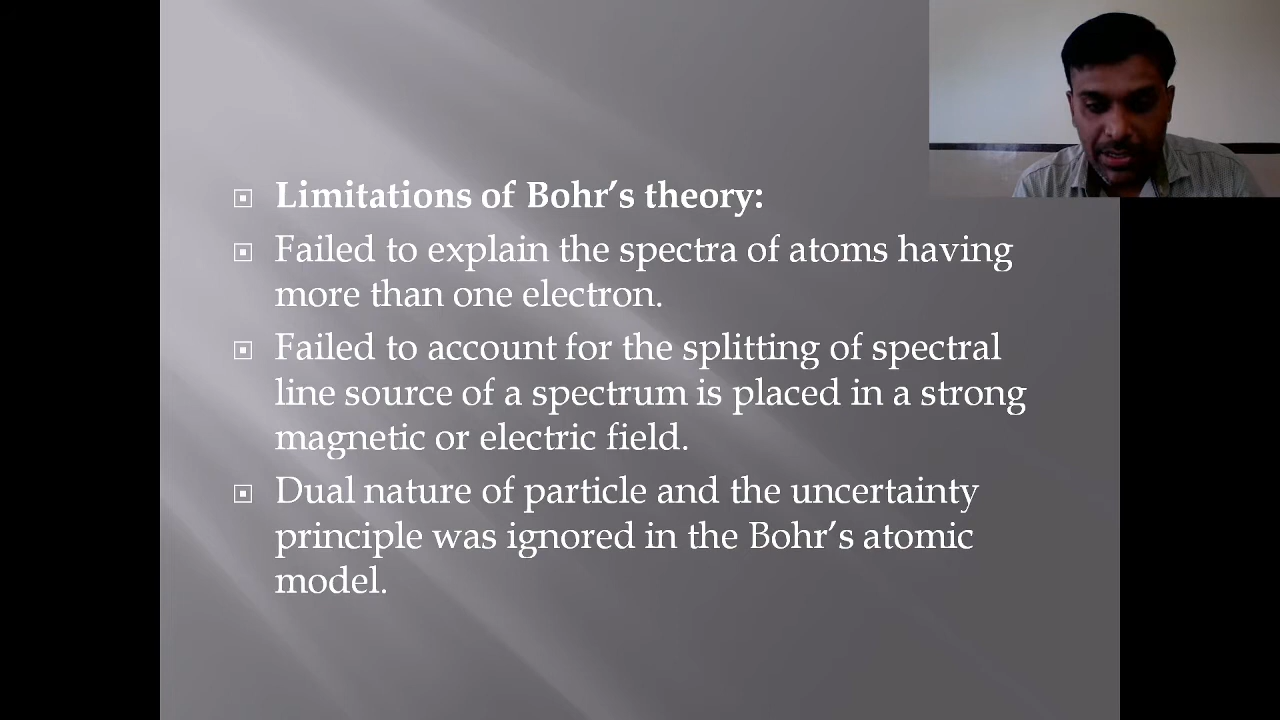 Limitations of Bohr’s theory:
Failed to explain the spectra of atoms having
more than one electron.
Failed to account for the splitting of spectral
line source of a spectrum is placed in a strong
magnetic or electric field.
Dual nature of particle and the uncertainty
principle was ignored in the Bohr’s atomic
model.